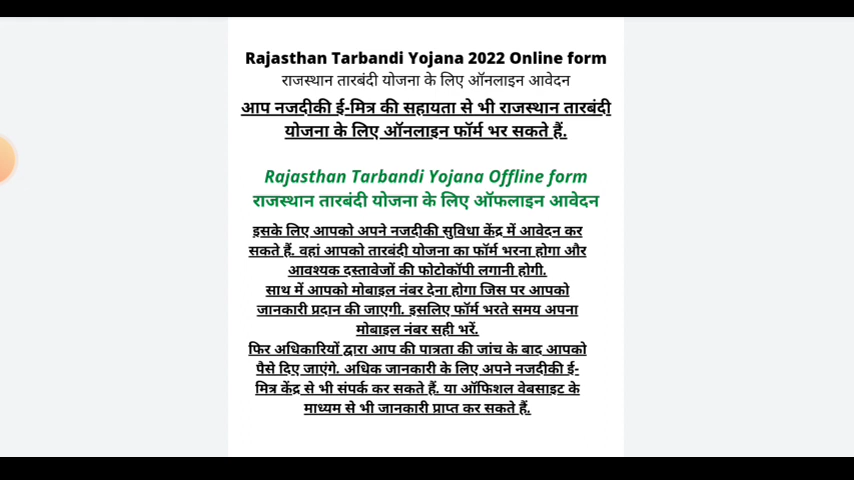 Rajasthan Tarbandi Yojana 2022 Online form
राजस्थान तारबंदी योजना के लिए ऑनलाइन आवेदन
आप नजदीकी ई-मित्र की सहायता से भी राजस्थान तारबंदी
योजना के लिए ऑनलाइन फॉर्म भर सकते हैं.
Rajasthan Tarbandi Yojana Offline form
राजस्थान तारबंदी योजना के लिए ऑफलाइन आवेदन
इसके लिए आपको अपने नजदीकी सुविधा केंद्र में आवेदन कर
सकते हैं. वहां आपको तारबंदी योजना का फॉर्म भरना होगा और
आवश्यक दस्तावेजों की फोटोकॉपी लगानी होगी.
साथ में आपको मोबाइल नंबर देना होगा जिस पर आपको
जानकारी प्रदान की जाएगी. इसलिए फॉर्म भरते समय अपना
मोबाइल नंबर सही भरें.
फिर अधिकारियों द्वारा आप की पात्रता की जांच के बाद आपको
पैसे दिए जाएंगे. अधिक जानकारी के लिए अपने नजदीकी ई-
मित्र केंद्र से भी संपर्क कर सकते हैं. या ऑफिशल वेबसाइट के
माध्यम से भी जानकारी प्राप्त कर सकते हैं.